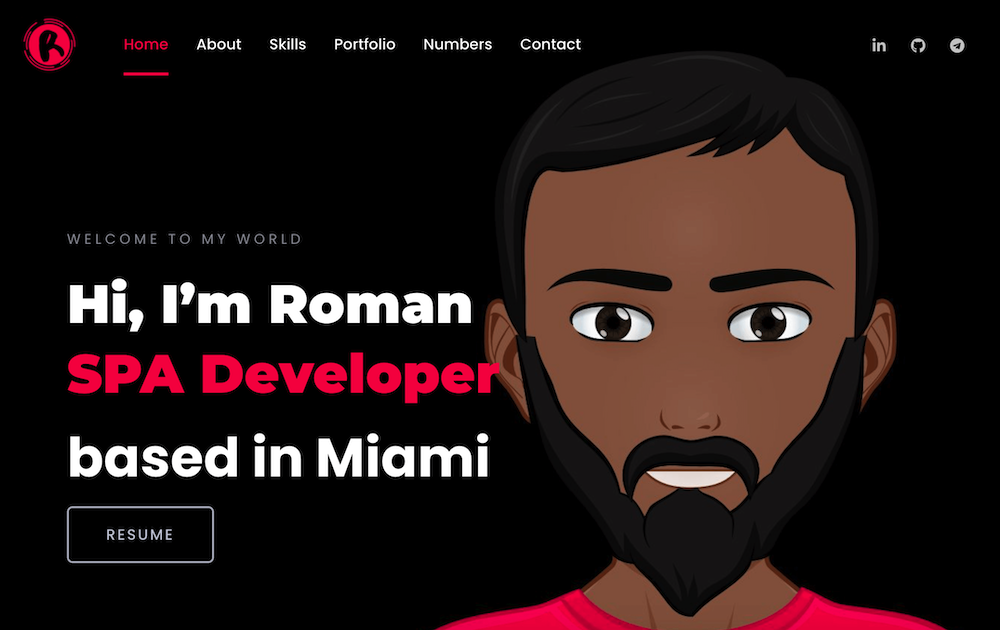 R
Home About Skills Portfolio Numbers Contact
in
WELCOME TO MY WORLD
Hi, I’m Roman
SPA Developer
based in Miami
RESUME